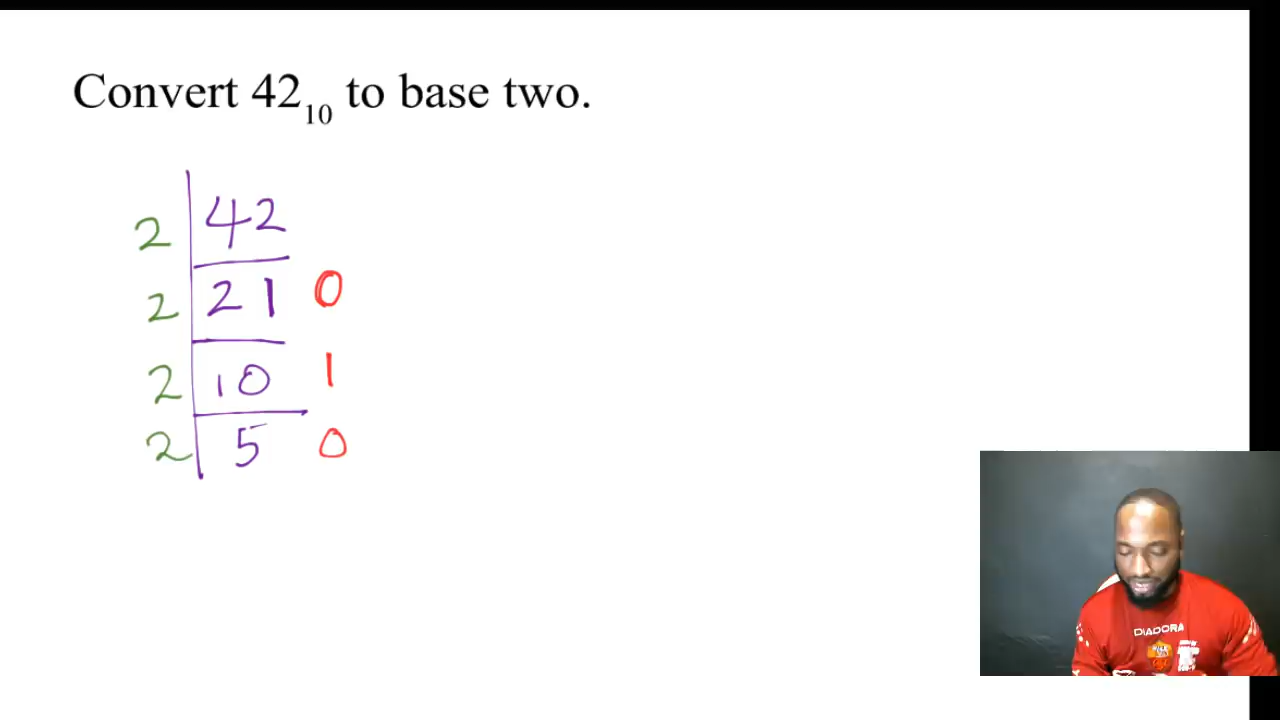 Convert 42₁₀ to base two.
2 42
2 21 0
2 10 1
2 5 0
DIADORA